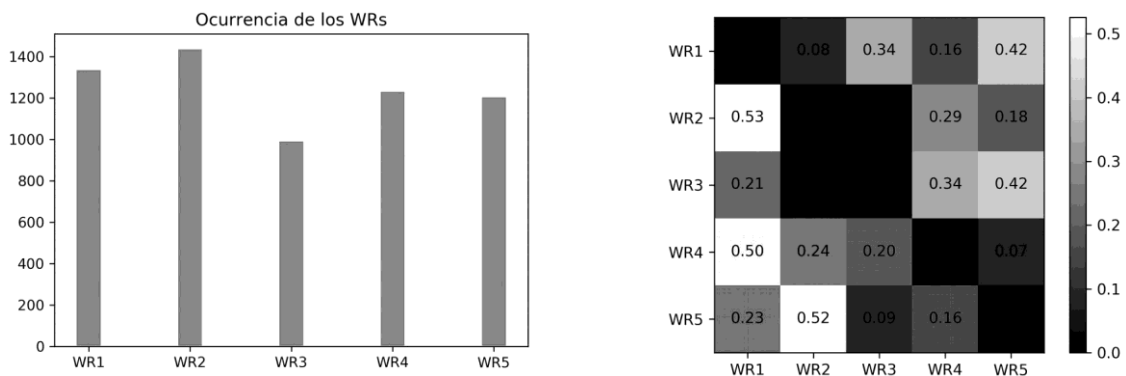 Ocurrencia de los WRs
1400
1200
1000
800
600
400
200
0
WR1 WR2 WR3 WR4 WR5
WR1 0.08 0.34 0.16 0.42
WR2 0.53 0.29 0.18
WR3 0.21 0.34 0.42
WR4 0.50 0.24 0.20 0.07
WR5 0.23 0.52 0.09 0.16
WR1 WR2 WR3 WR4 WR5
0.5
0.4
0.3
0.2
0.1
0.0